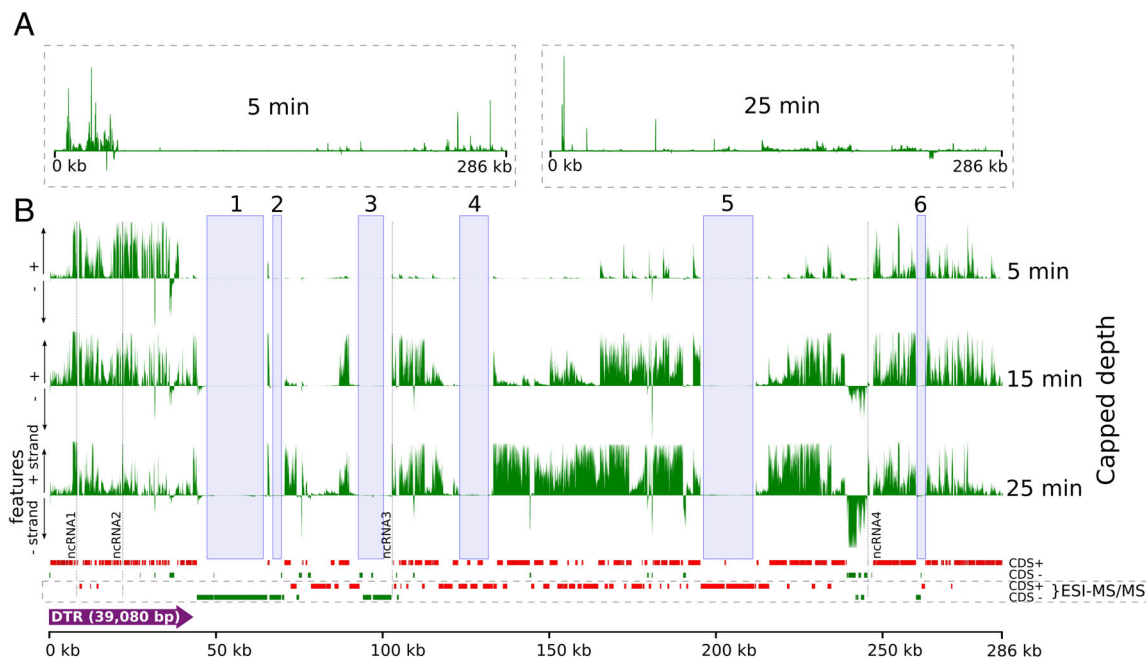 A
5 min
0 kb
286 kb
25 min
0 kb
286 kb
B
1
2
3
4
5
6
+
-
5 min
+
-
15 min
+ strand
- strand
25 min
features
Capped depth
ncRNA1
ncRNA2
ncRNA3
ncRNA4
CDS+
CDS -
CDS+
CDS -
}ESI-MS/MS
DTR (39,080 bp)
0 kb
50 kb
100 kb
150 kb
200 kb
250 kb
286 kb